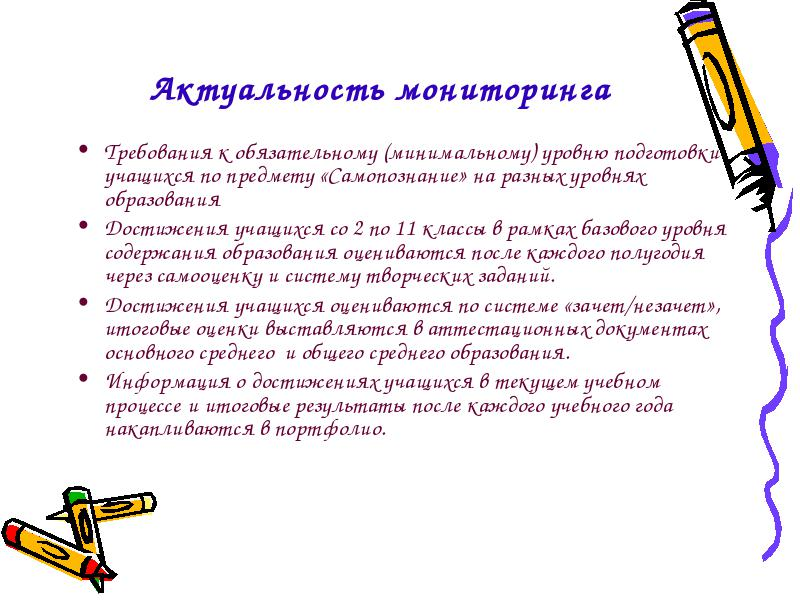 Актуальность мониторинга
• Требования к обязательному (минимальному) уровню подготовки
учащихся по предмету «Самопознание» на разных уровнях
образования
• Достижения учащихся со 2 по 11 классы в рамках базового уровня
содержания образования оцениваются после каждого полугодия
через самооценку и систему творческих заданий.
• Достижения учащихся оцениваются по системе «зачет/незачет»,
итоговые оценки выставляются в аттестационных документах
основного среднего и общего среднего образования.
• Информация о достижениях учащихся в текущем учебном
процессе и итоговые результаты после каждого учебного года
накапливаются в портфолио.